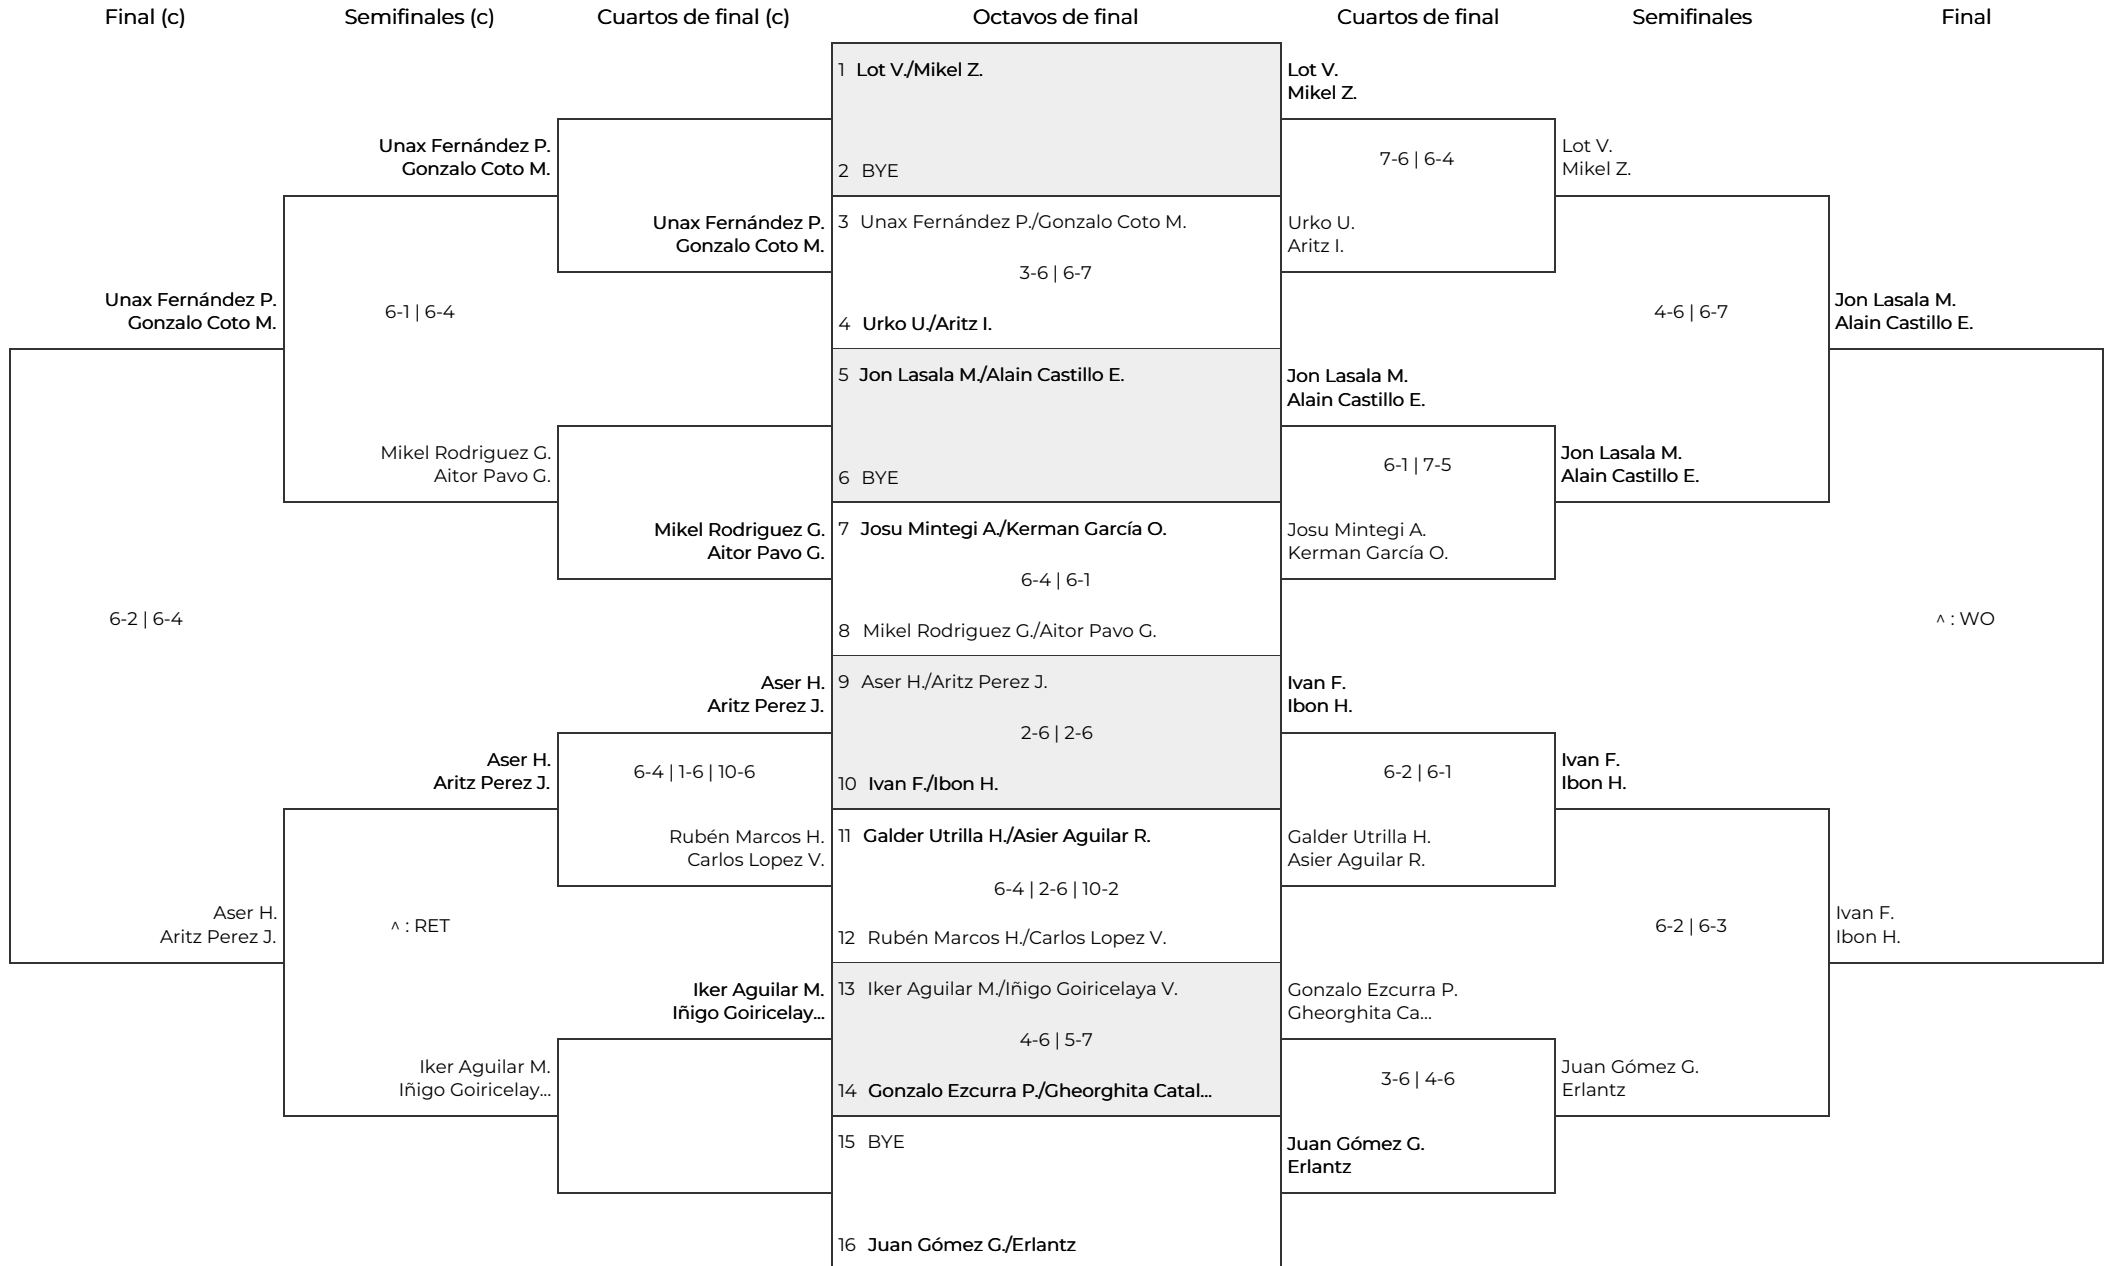 Final (c)
Semifinales (c)
Cuartos de final (c)
Octavos de final
Cuartos de final
Semifinales
Final
Unax Fernández P.
Gonzalo Coto M.
6-2 | 6-4
Aser H.
Aritz Perez J.
Unax Fernández P.
Gonzalo Coto M.
6-1 | 6-4
Mikel Rodriguez G.
Aitor Pavo G.
Aser H.
Aritz Perez J.
^ : RET
Iker Aguilar M.
Iñigo Goiricelay...
Unax Fernández P.
Gonzalo Coto M.
Mikel Rodriguez G.
Aitor Pavo G.
Aser H.
Aritz Perez J.
6-4 | 1-6 | 10-6
Rubén Marcos H.
Carlos Lopez V.
Iker Aguilar M.
Iñigo Goiricelay...
1 Lot V./Mikel Z.
2 BYE
3 Unax Fernández P./Gonzalo Coto M.
3-6 | 6-7
4 Urko U./Aritz I.
5 Jon Lasala M./Alain Castillo E.
6 BYE
7 Josu Mintegi A./Kerman García O.
6-4 | 6-1
8 Mikel Rodriguez G./Aitor Pavo G.
9 Aser H./Aritz Perez J.
2-6 | 2-6
10 Ivan F./Ibon H.
11 Galder Utrilla H./Asier Aguilar R.
6-4 | 2-6 | 10-2
12 Rubén Marcos H./Carlos Lopez V.
13 Iker Aguilar M./Iñigo Goiricelaya V.
4-6 | 5-7
14 Gonzalo Ezcurra P./Gheorghita Catal...
15 BYE
16 Juan Gómez G./Erlantz
Lot V.
Mikel Z.
7-6 | 6-4
Urko U.
Aritz I.
Jon Lasala M.
Alain Castillo E.
6-1 | 7-5
Josu Mintegi A.
Kerman García O.
Ivan F.
Ibon H.
6-2 | 6-1
Galder Utrilla H.
Asier Aguilar R.
Gonzalo Ezcurra P.
Gheorghita Ca...
3-6 | 4-6
Juan Gómez G.
Erlantz
Lot V.
Mikel Z.
4-6 | 6-7
Jon Lasala M.
Alain Castillo E.
Ivan F.
Ibon H.
6-2 | 6-3
Juan Gómez G.
Erlantz
Jon Lasala M.
Alain Castillo E.
^ : WO
Ivan F.
Ibon H.